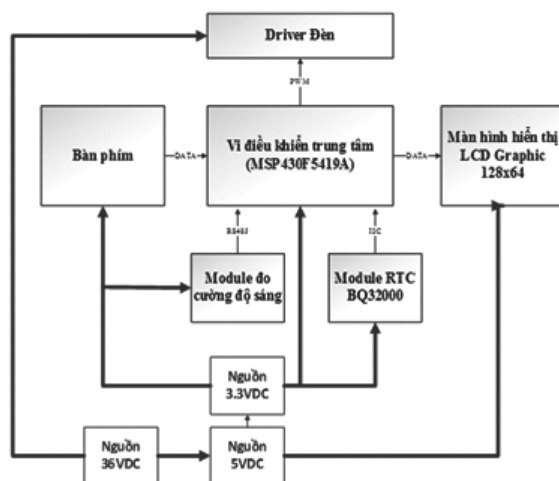 Driver Đèn
PWM
Bàn phím
DATA
Vi điều khiển trung tâm
(MSP430F5419A)
DATA
Màn hình hiển thị
LCD Graphic
128x64
RS485
I2C
Module đo
cường độ sáng
Module RTC
BQ32000
Nguồn
3.3VDC
Nguồn
36VDC
Nguồn
5VDC